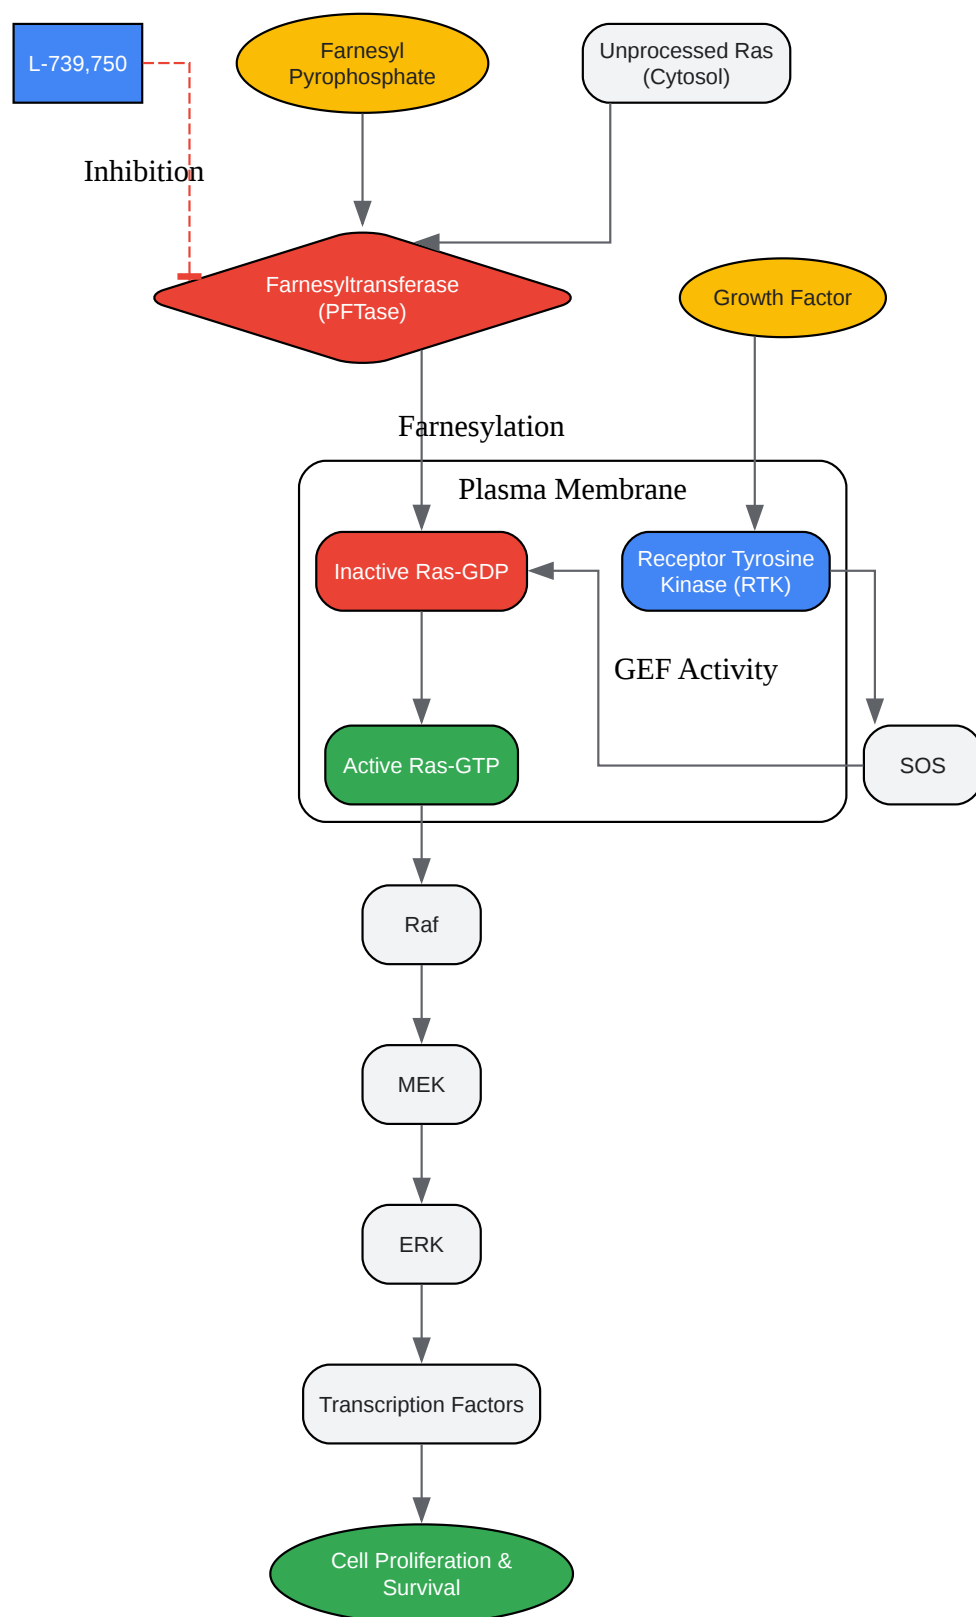 L-739,750
Farnesyl
Pyrophosphate
Unprocessed Ras
(Cytosol)
Inhibition
Farnesyltransferase
(PFTase)
Growth Factor
Farnesylation
Plasma Membrane
Inactive Ras-GDP
Receptor Tyrosine
Kinase (RTK)
GEF Activity
Active Ras-GTP
SOS
Raf
MEK
ERK
Transcription Factors
Cell Proliferation &
Survival